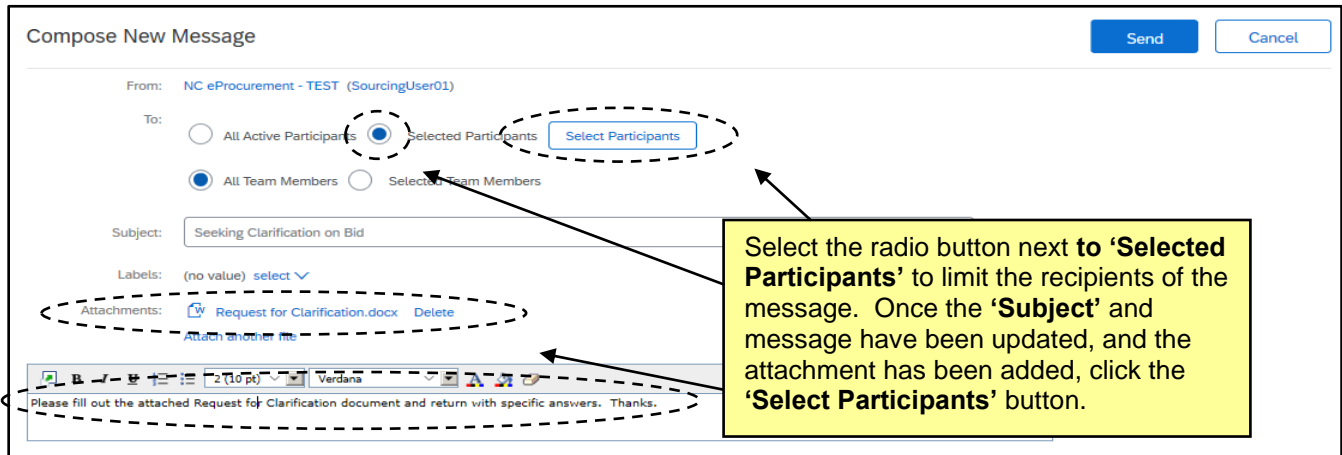 Compose New Message
Send
Cancel
From: NC eProcurement - TEST (SourcingUser01)
To:
All Active Participants Selected Participants Select Participants
All Team Members Selected Team Members
Subject: Seeking Clarification on Bid
Labels: (no value) select
Attachments: Request for Clarification.docx Delete
Attach another file
B I U 2 (10 pt) Verdana A
Please fill out the attached Request for Clarification document and return with specific answers. Thanks.
Select the radio button next to ‘Selected
Participants’ to limit the recipients of the
message. Once the ‘Subject’ and
message have been updated, and the
attachment has been added, click the
‘Select Participants’ button.